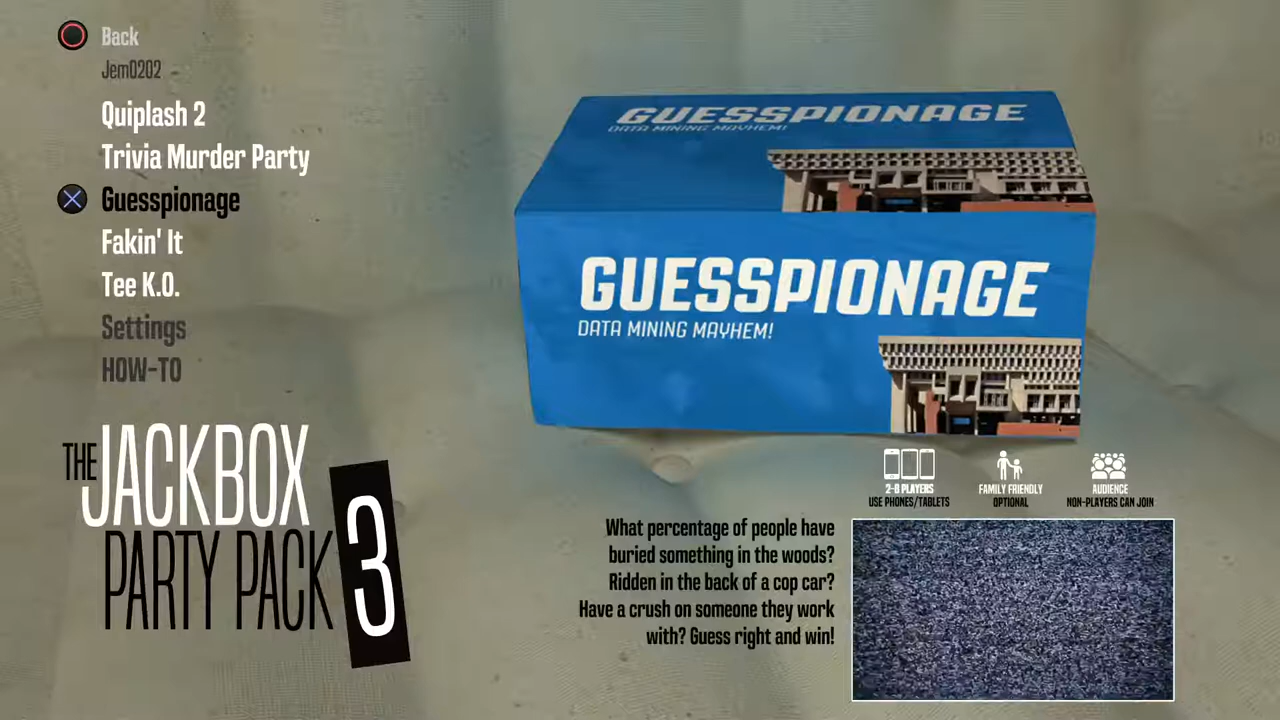 Back
Jem0202
Quiplash 2
Trivia Murder Party
Guesspionage
Fakin' It
Tee K.O.
Settings
HOW-TO
THE JACKBOX
PARTY PACK 3
GUESSPIONAGE
DATA MINING MAYHEM!
GUESSPIONAGE
DATA MINING MAYHEM!
2-8 PLAYERS
USE PHONES/TABLETS
FAMILY FRIENDLY
OPTIONAL
AUDIENCE
NON-PLAYERS CAN JOIN
What percentage of people have
buried something in the woods?
Ridden in the back of a cop car?
Have a crush on someone they work
with? Guess right and win!